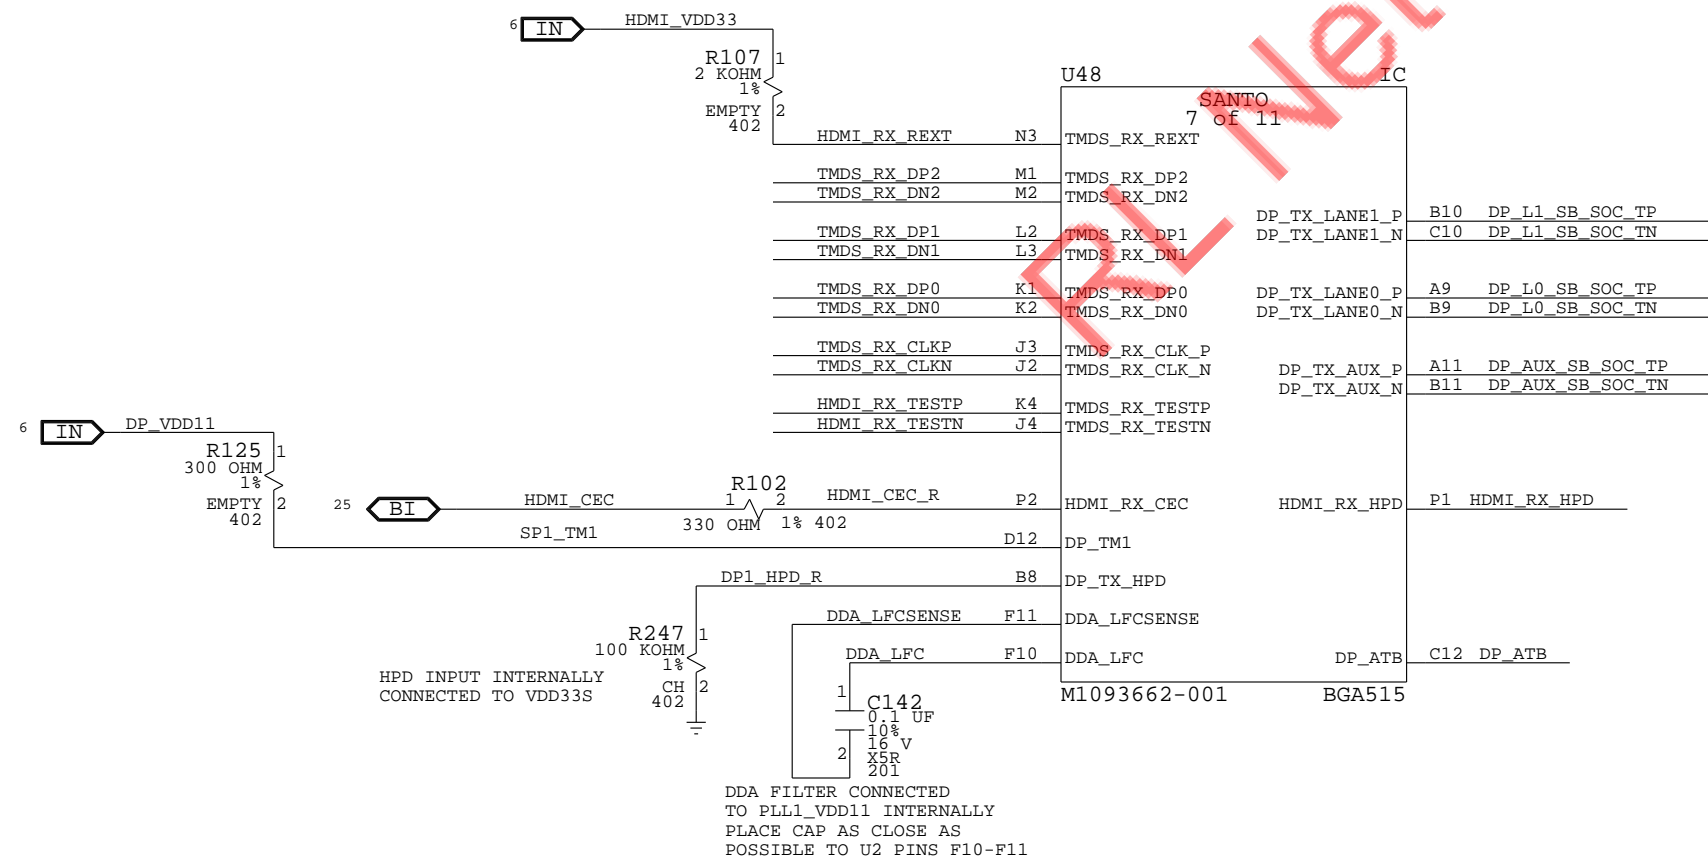 6 IN HDMI_VDD33
R107 1
2 KOHM
1%
EMPTY 2
402
U48 IC
SANTO
7 of 11
HDMI_RX_REXT N3 TMDS_RX_REXT
TMDS_RX_DP2 M1 TMDS_RX_DP2
TMDS_RX_DN2 M2 TMDS_RX_DN2
DP_TX_LANE1_P B10 DP_L1_SB_SOC_TP
TMDS_RX_DP1 L2 TMDS_RX_DP1 DP_TX_LANE1_N C10 DP_L1_SB_SOC_TN
TMDS_RX_DN1 L3 TMDS_RX_DN1
TMDS_RX_DP0 K1 TMDS_RX_DP0 DP_TX_LANE0_P A9 DP_L0_SB_SOC_TP
TMDS_RX_DN0 K2 TMDS_RX_DN0 DP_TX_LANE0_N B9 DP_L0_SB_SOC_TN
TMDS_RX_CLKP J3 TMDS_RX_CLK_P
TMDS_RX_CLKN J2 TMDS_RX_CLK_N DP_TX_AUX_P A11 DP_AUX_SB_SOC_TP
DP_TX_AUX_N B11 DP_AUX_SB_SOC_TN
HMDI_RX_TESTP K4 TMDS_RX_TESTP
HDMI_RX_TESTN J4 TMDS_RX_TESTN
6 IN DP_VDD11
R125 1
300 OHM
1%
EMPTY 2
402
25 BI HDMI_CEC 1 R102 2 HDMI_CEC_R P2 HDMI_RX_CEC HDMI_RX_HPD P1 HDMI_RX_HPD
330 OHM 1% 402
SP1_TM1 D12 DP_TM1
DP1_HPD_R B8 DP_TX_HPD
DDA_LFCSENSE F11 DDA_LFCSENSE
R247 1
100 KOHM
1%
CH 2
402
DDA_LFC F10 DDA_LFC DP_ATB C12 DP_ATB
HPD INPUT INTERNALLY
CONNECTED TO VDD33S
M1093662-001 BGA515
1 C142
0.1 UF
10%
16 V
2 X5R
201
DDA FILTER CONNECTED
TO PLL1_VDD11 INTERNALLY
PLACE CAP AS CLOSE AS
POSSIBLE TO U2 PINS F10-F11
RL Net